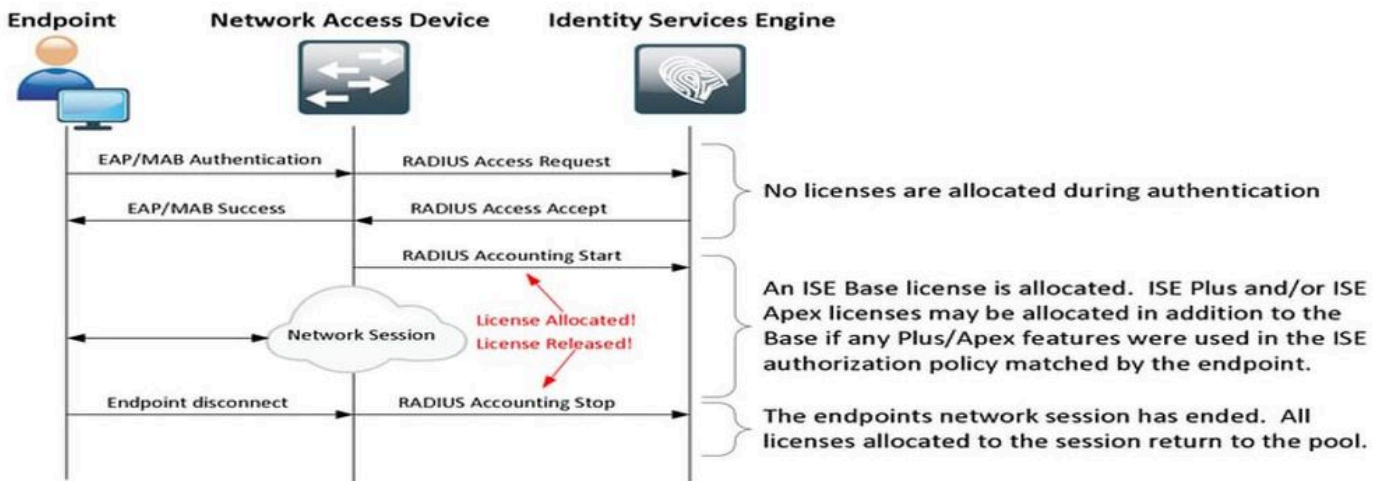 Endpoint
Network Access Device
Identity Services Engine
EAP/MAB Authentication
RADIUS Access Request
No licenses are allocated during authentication
EAP/MAB Success
RADIUS Access Accept
RADIUS Accounting Start
An ISE Base license is allocated. ISE Plus and/or ISE
Apex licenses may be allocated in addition to the
Base if any Plus/Apex features were used in the ISE
authorization policy matched by the endpoint.
License Allocated!
Network Session
License Released!
Endpoint disconnect
RADIUS Accounting Stop
The endpoints network session has ended. All
licenses allocated to the session return to the pool.